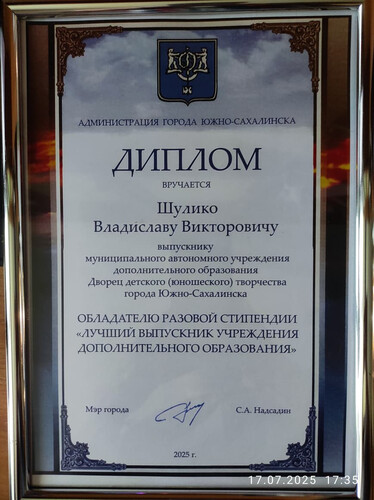 АДМИНИСТРАЦИЯ ГОРОДА ЮЖНО-САХАЛИНСКА
ДИПЛОМ
ВРУЧАЕТСЯ
Шулико
Владиславу Викторовичу
выпускнику
муниципального автономного учреждения
дополнительного образования
Дворец детского (юношеского) творчества
города Южно-Сахалинска
ОБЛАДАТЕЛЮ РАЗОВОЙ СТИПЕНДИИ
«ЛУЧШИЙ ВЫПУСКНИК УЧРЕЖДЕНИЯ
ДОПОЛНИТЕЛЬНОГО ОБРАЗОВАНИЯ»
Мэр города
С.А. Надсадин
2025 г.
17.07.2025 17:35